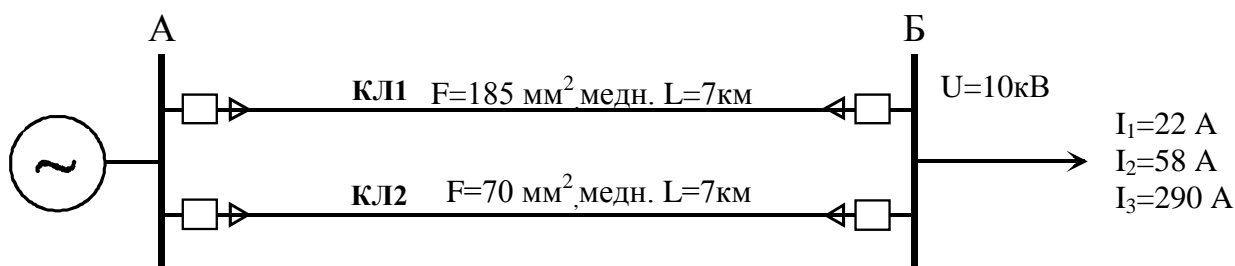 А Б
КЛ1 F=185 мм², медн. L=7км
U=10кВ
I₁=22 А
I₂=58 А
КЛ2 F=70 мм², медн. L=7км
I₃=290 А
~